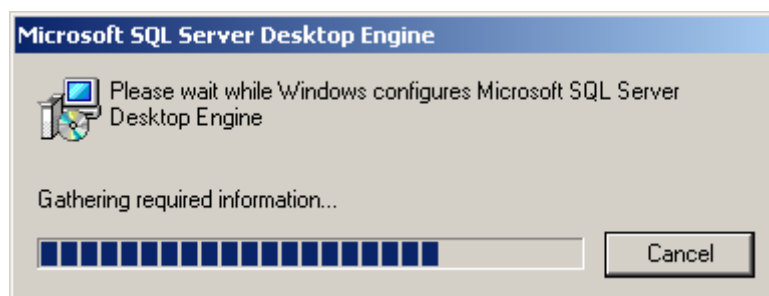 Microsoft SQL Server Desktop Engine
Please wait while Windows configures Microsoft SQL Server
Desktop Engine
Gathering required information...
Cancel